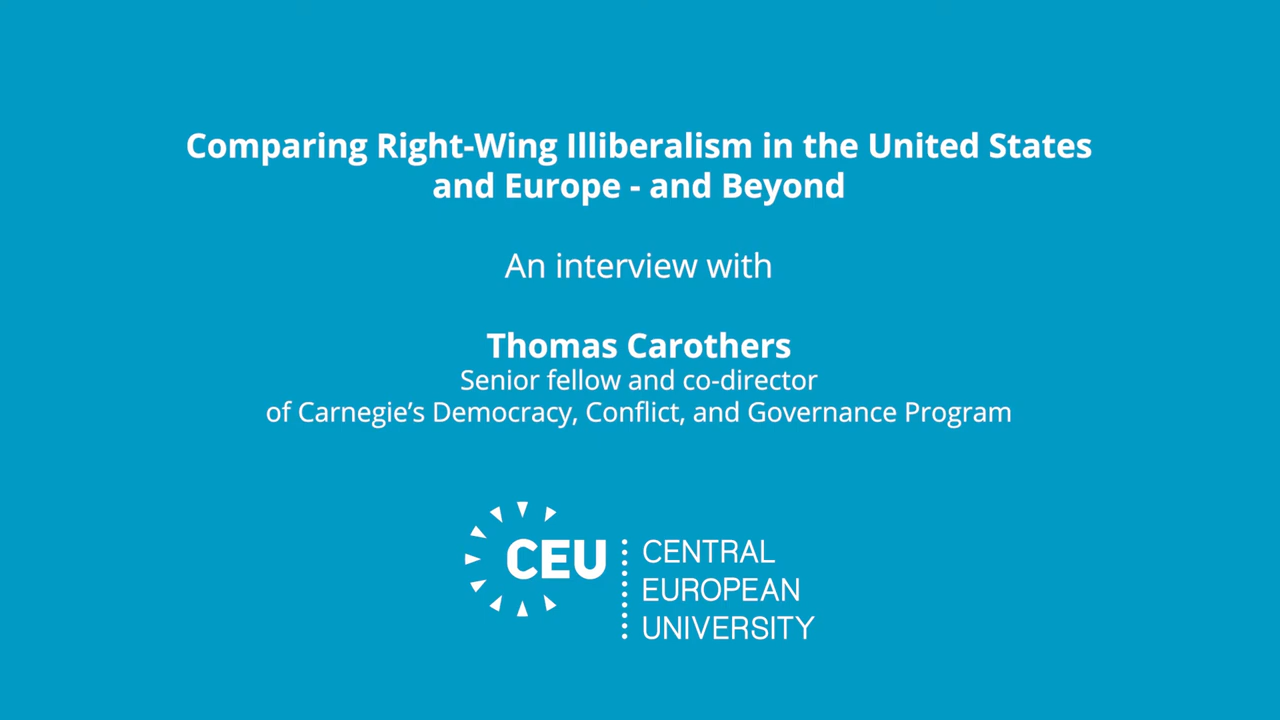 Comparing Right-Wing Illiberalism in the United States
and Europe - and Beyond
An interview with
Thomas Carothers
Senior fellow and co-director
of Carnegie’s Democracy, Conflict, and Governance Program
CEU
CENTRAL
EUROPEAN
UNIVERSITY